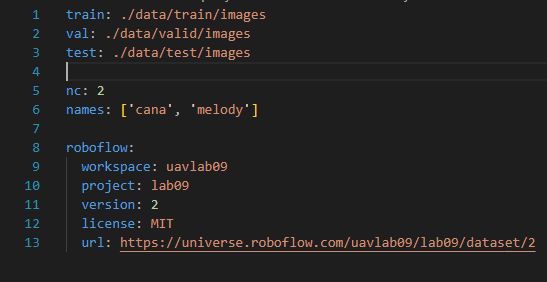 1 train: ./data/train/images
2 val: ./data/valid/images
3 test: ./data/test/images
4
5 nc: 2
6 names: ['cana', 'melody']
7
8 roboflow:
9 workspace: uavlab09
10 project: lab09
11 version: 2
12 license: MIT
13 url: https://universe.roboflow.com/uavlab09/lab09/dataset/2